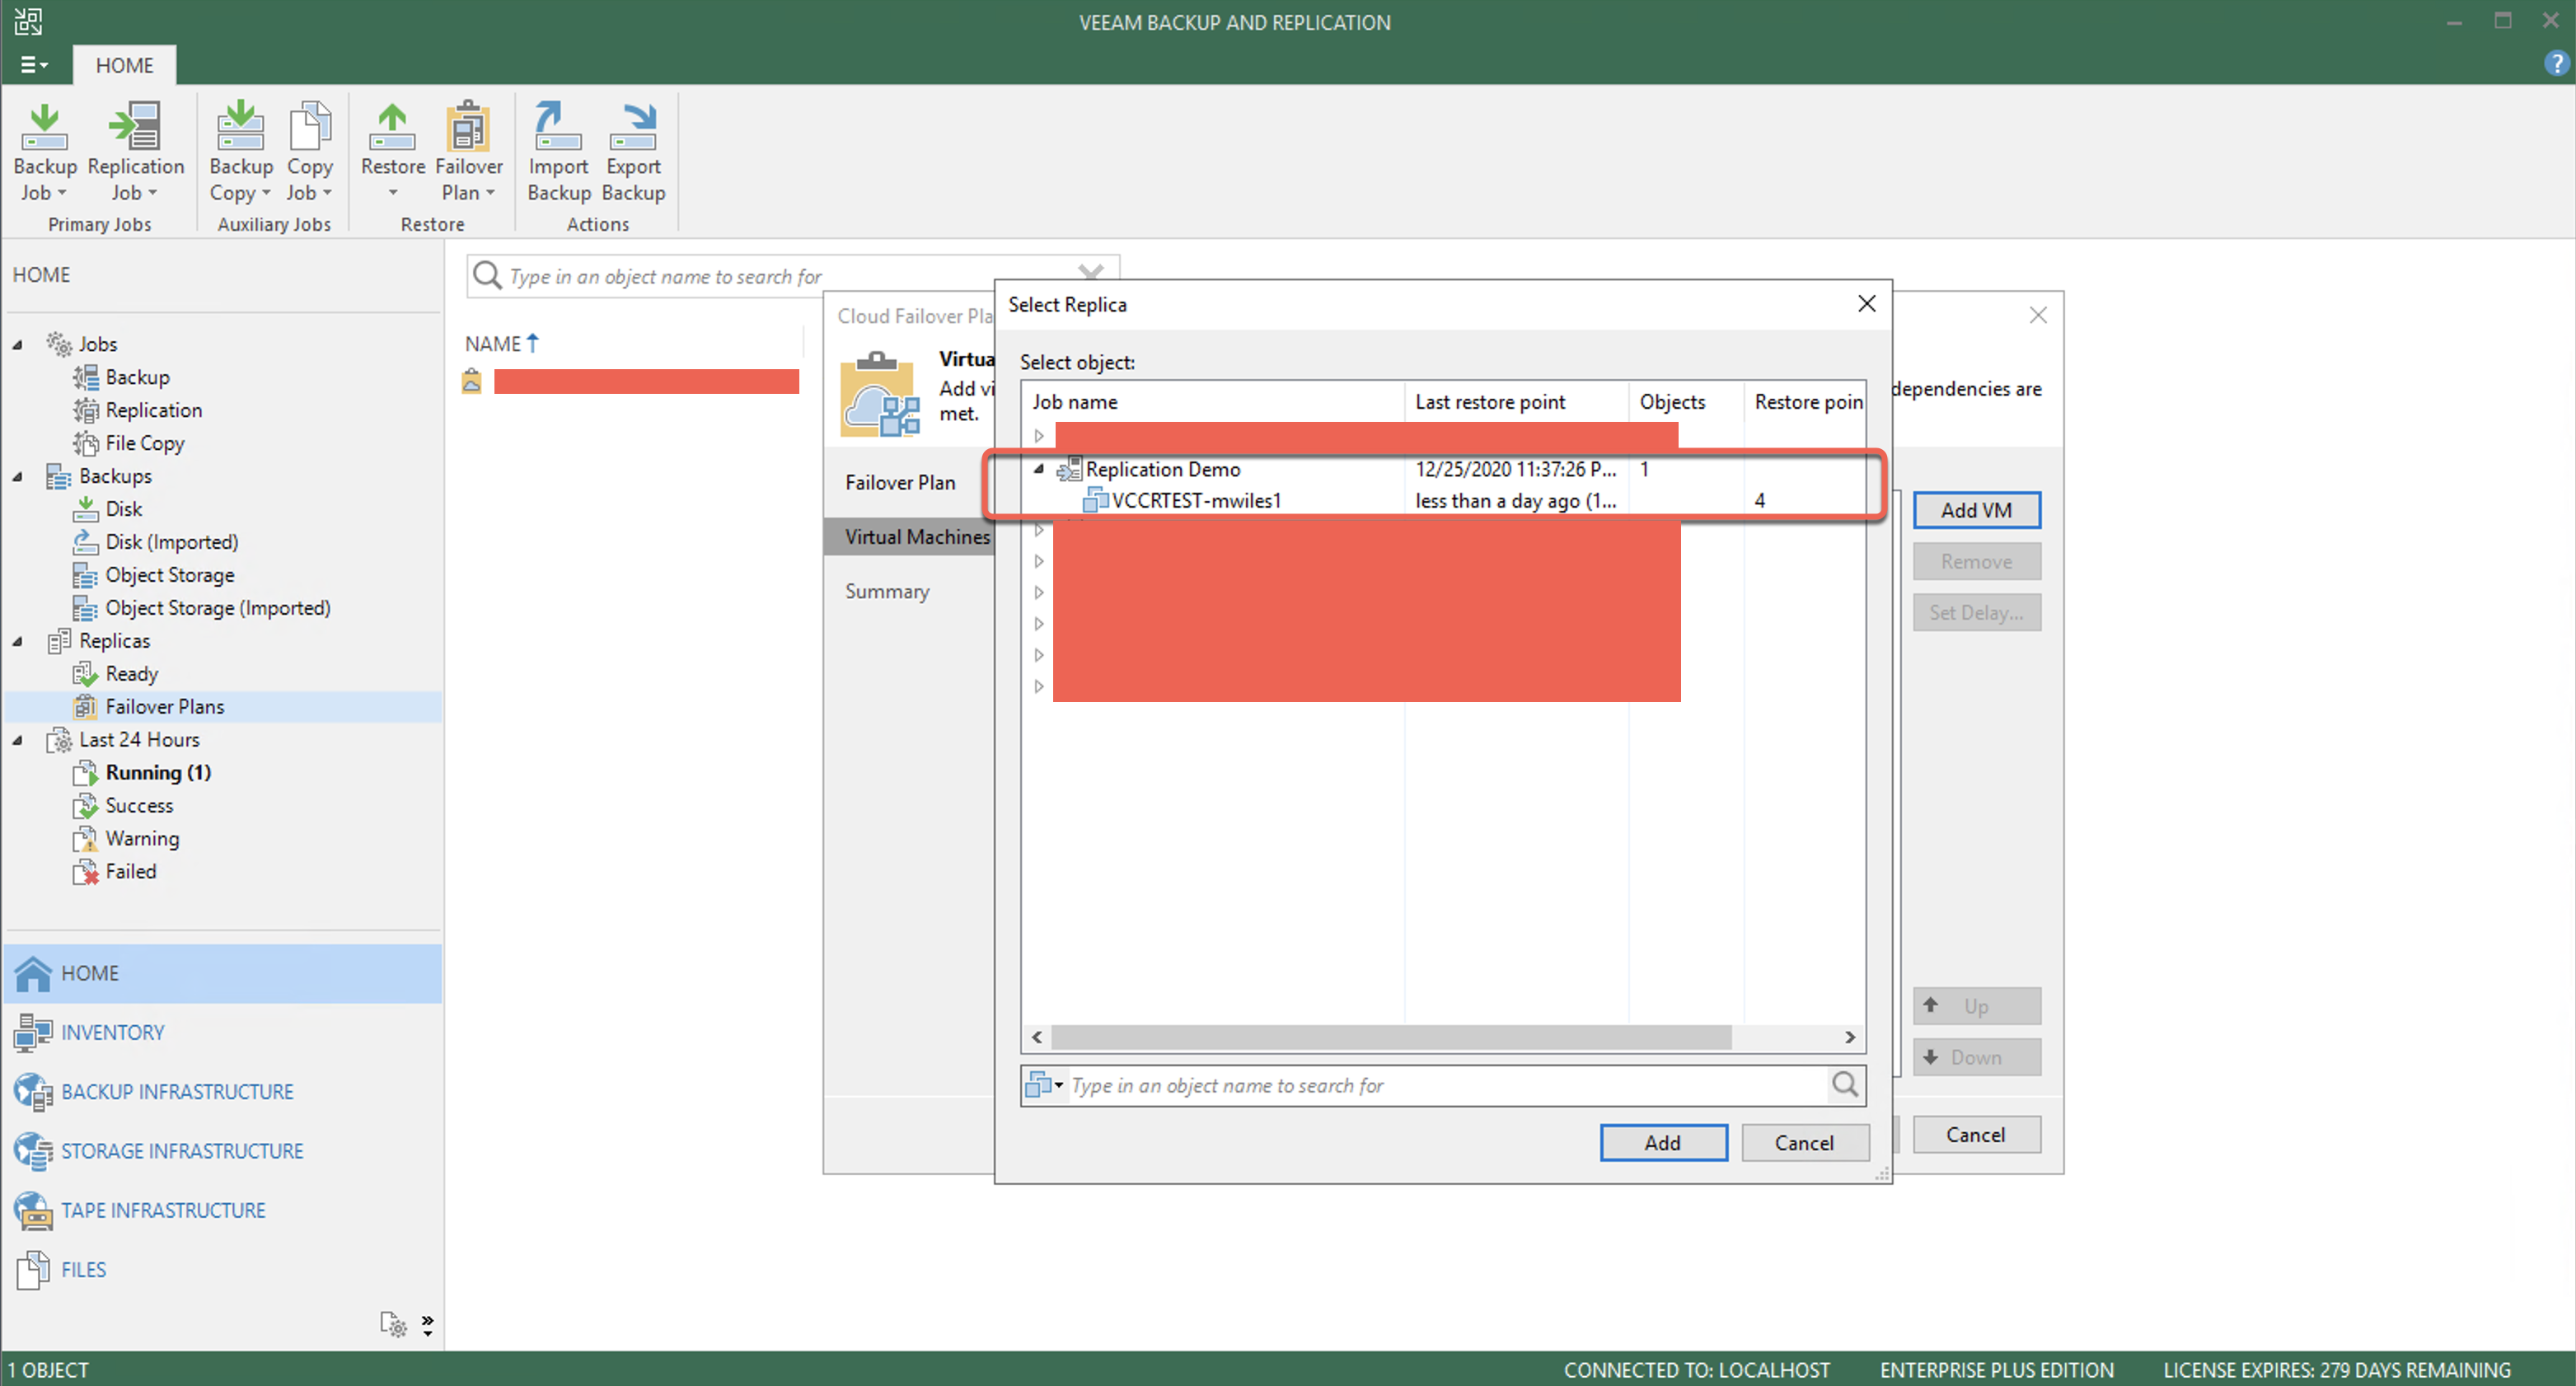 VEEAM BACKUP AND REPLICATION
HOME
?
Backup Job
Replication Job
Backup Copy
Copy Job
Restore
Failover Plan
Import Backup
Export Backup
Primary Jobs
Auxiliary Jobs
Restore
Actions
HOME
Jobs
Backup
Replication
File Copy
Backups
Disk
Disk (Imported)
Object Storage
Object Storage (Imported)
Replicas
Ready
Failover Plans
Last 24 Hours
Running (1)
Success
Warning
Failed
HOME
INVENTORY
BACKUP INFRASTRUCTURE
STORAGE INFRASTRUCTURE
TAPE INFRASTRUCTURE
FILES
Type in an object name to search for
NAME
Cloud Failover Pla
Virtua
Add vi
dependencies are
met.
Failover Plan
Virtual Machines
Summary
Add VM
Remove
Set Delay...
Up
Down
Cancel
Select Replica
Select object:
Job name Last restore point Objects Restore poin
Replication Demo 12/25/2020 11:37:26 P... 1
VCCRTEST-mwiles1 less than a day ago (1... 4
Type in an object name to search for
Add Cancel
1 OBJECT
CONNECTED TO: LOCALHOST ENTERPRISE PLUS EDITION LICENSE EXPIRES: 279 DAYS REMAINING